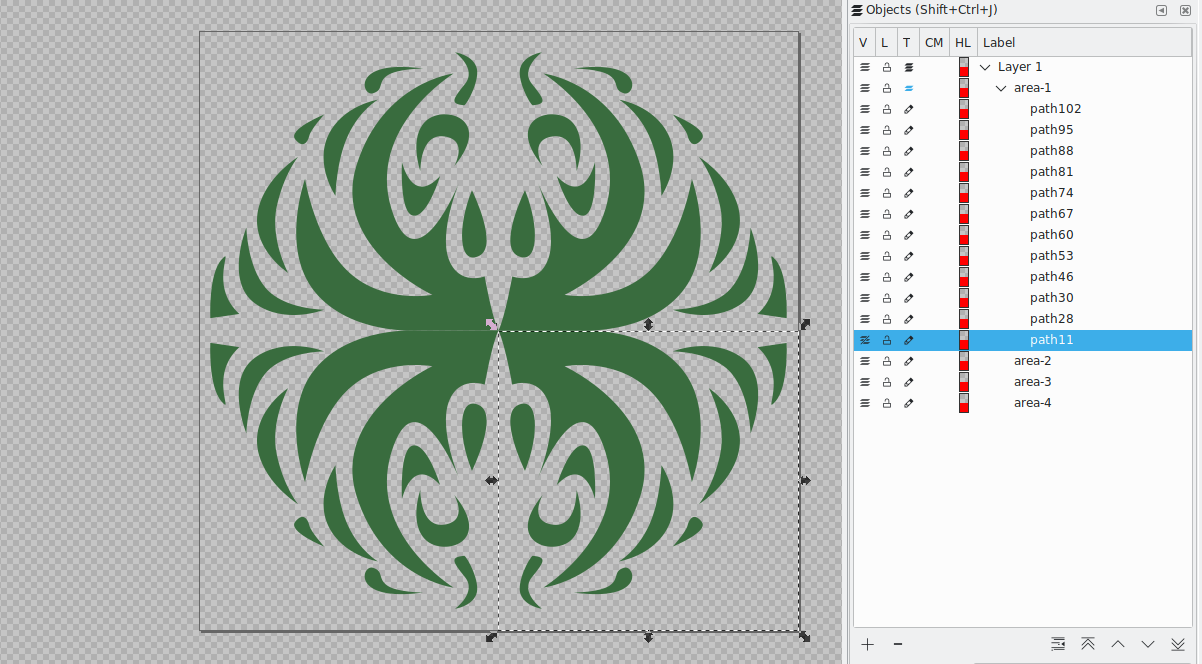 Objects (Shift+Ctrl+J)
V L T CM HL Label
Layer 1
area-1
path102
path95
path88
path81
path74
path67
path60
path53
path46
path30
path28
path11
area-2
area-3
area-4